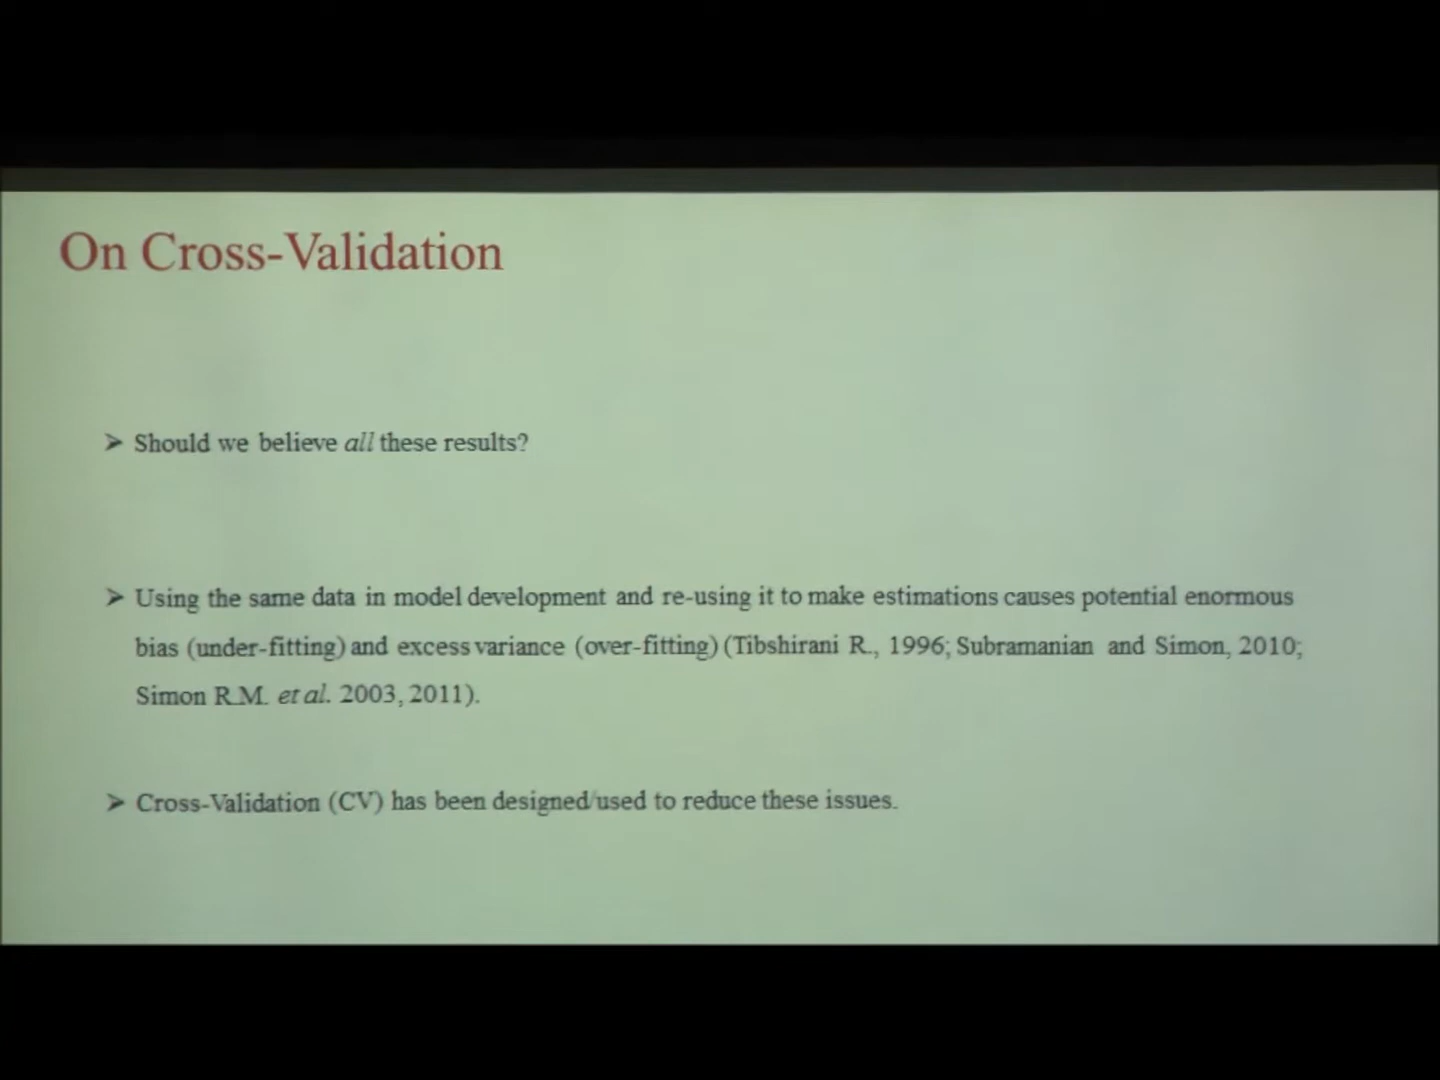 On Cross-Validation
➤ Should we believe all these results?
➤ Using the same data in model development and re-using it to make estimations causes potential enormous
bias (under-fitting) and excess variance (over-fitting) (Tibshirani R., 1996; Subramanian and Simon, 2010;
Simon R.M. et al. 2003, 2011).
➤ Cross-Validation (CV) has been designed/used to reduce these issues.